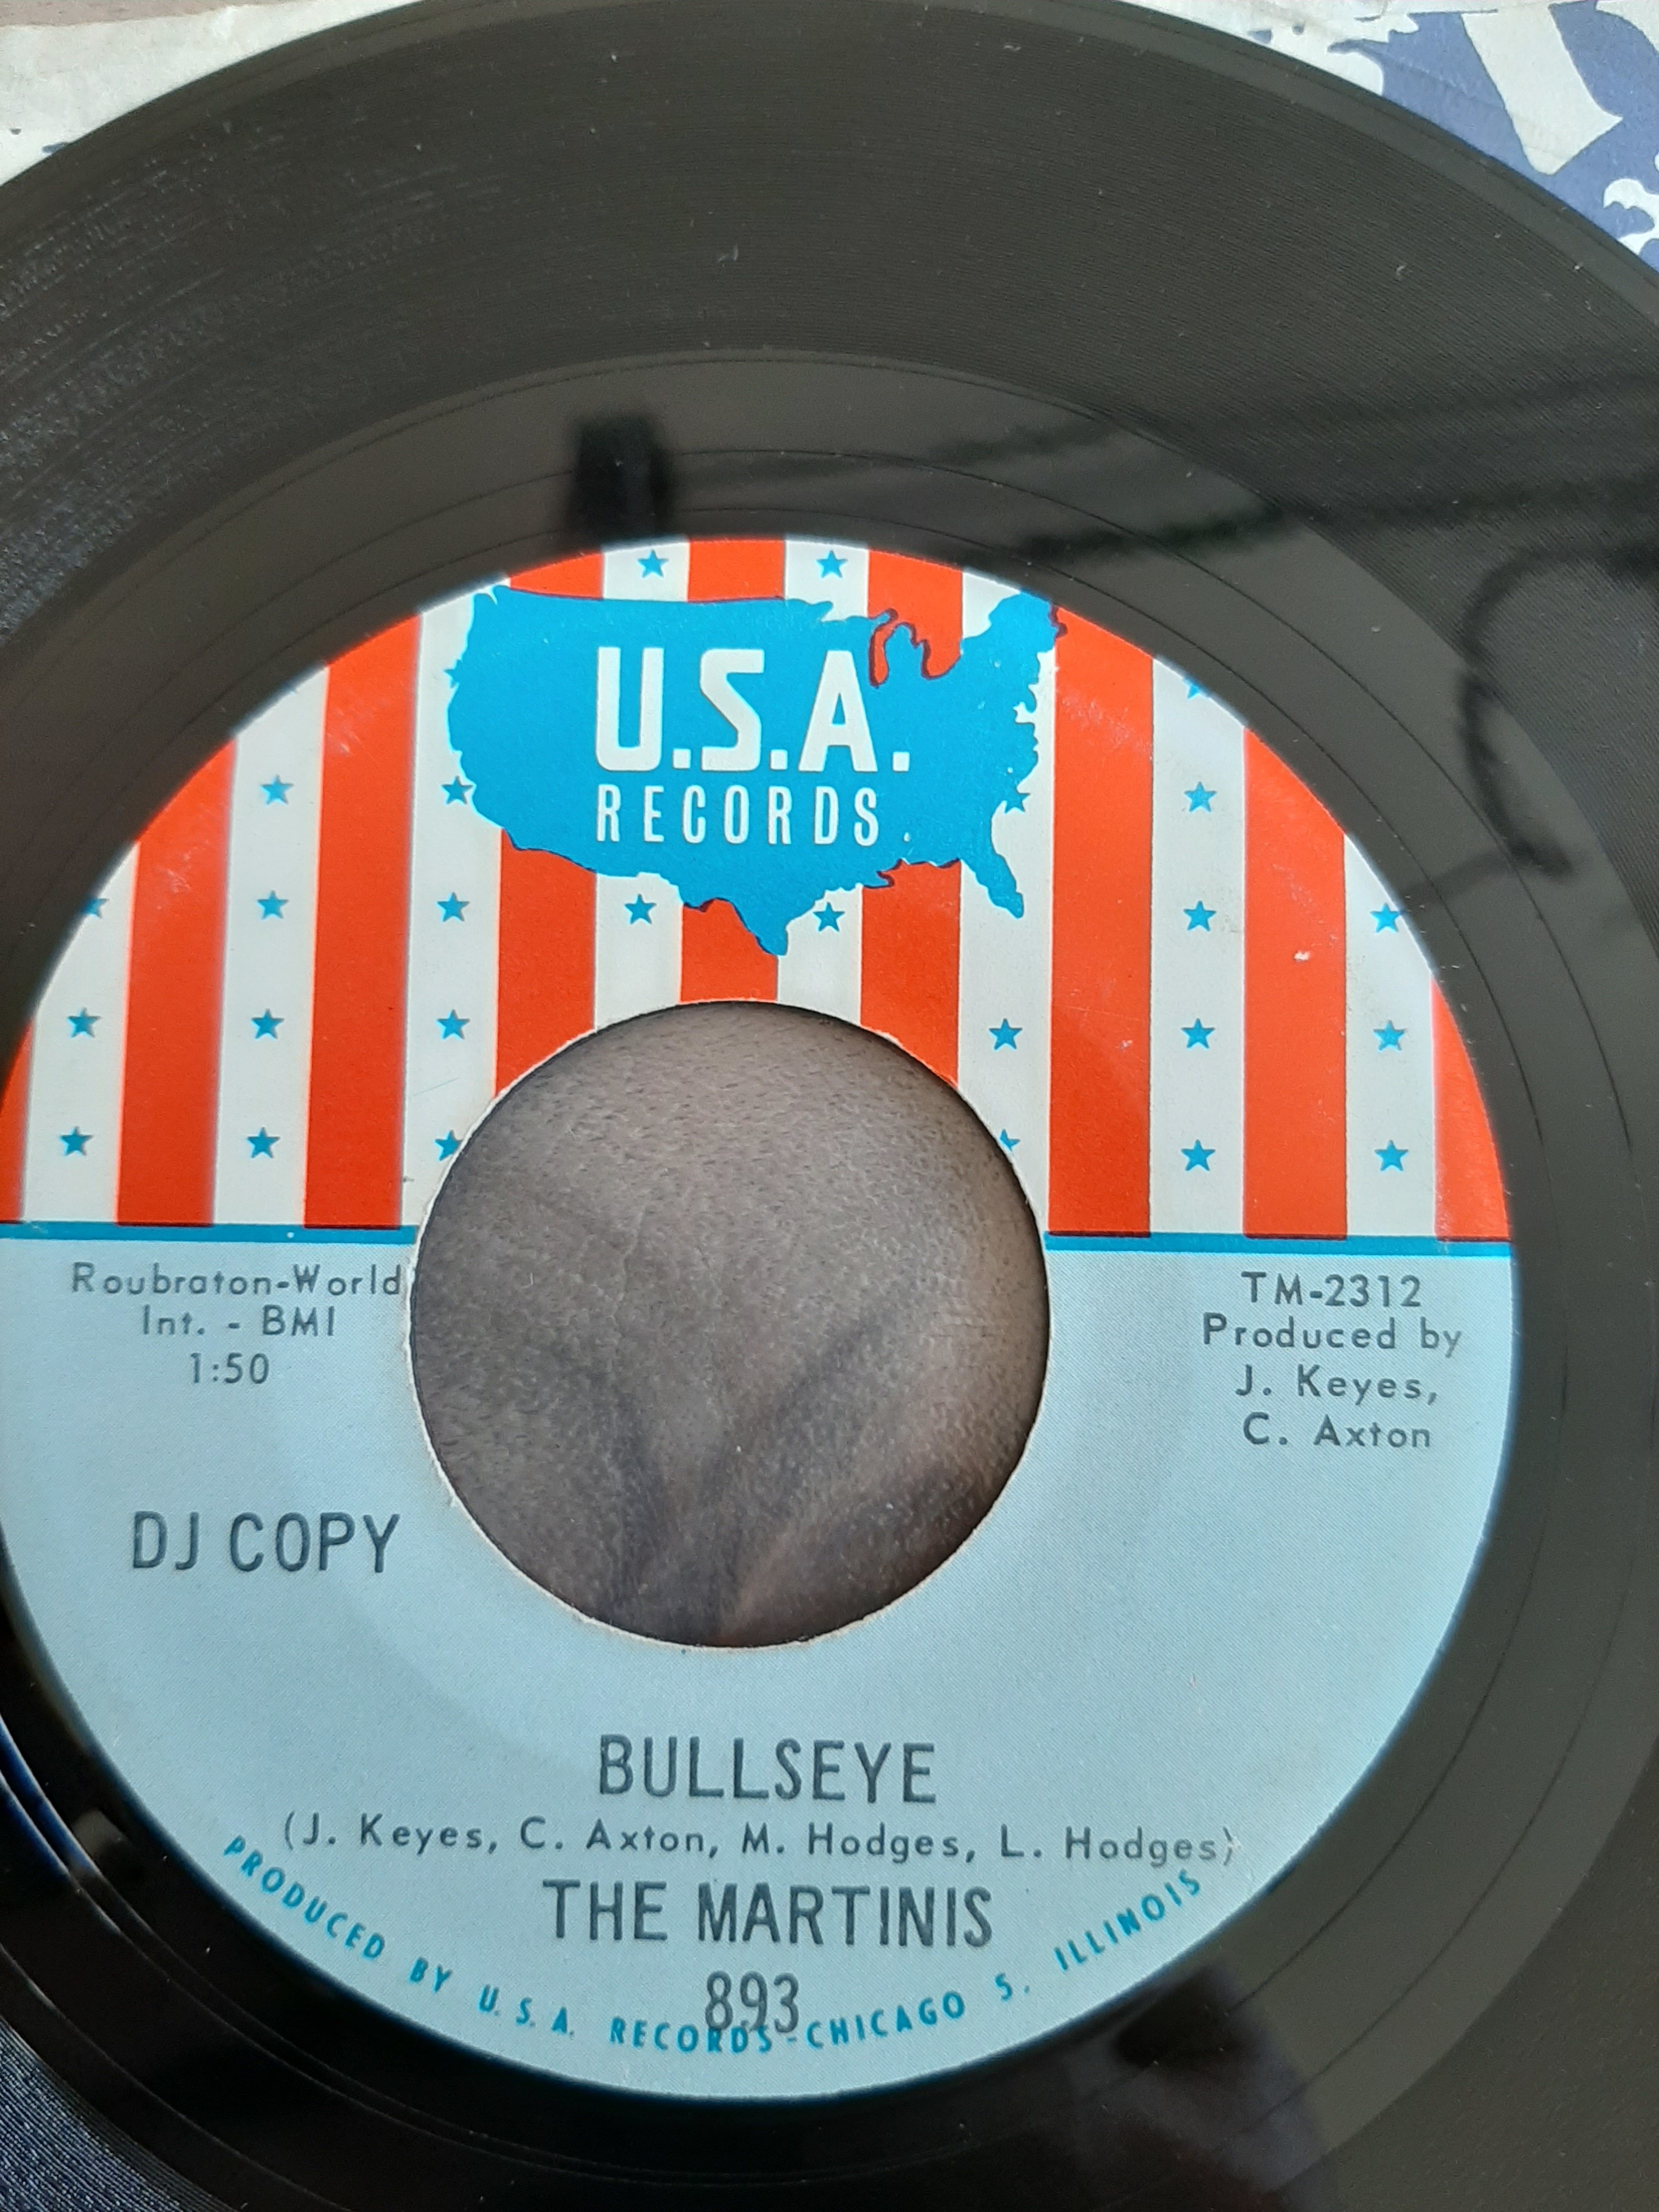 U.S.A.
RECORDS
Roubraton-World
Int. - BMI
1:50
TM-2312
Produced by
J. Keyes,
C. Axton
DJ COPY
BULLSEYE
(J. Keyes, C. Axton, M. Hodges, L. Hodges)
THE MARTINIS
893
PRODUCED BY U.S.A. RECORDS-CHICAGO 5. ILLINOIS